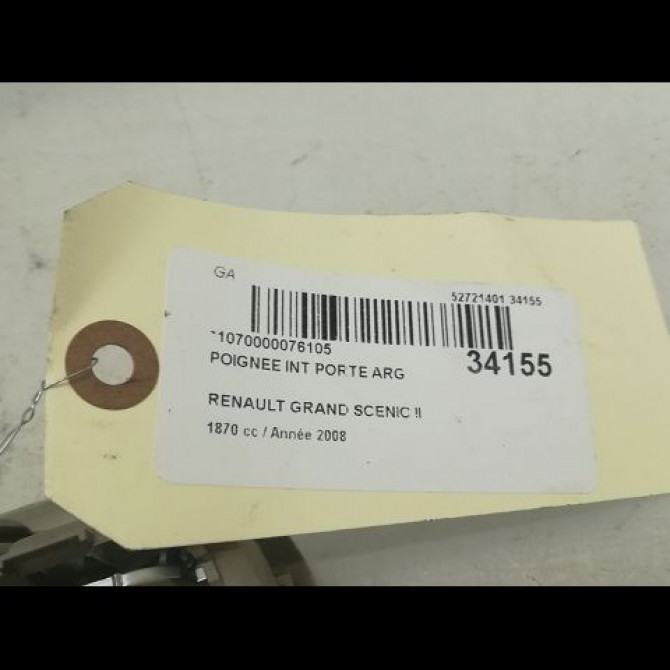 GA
52721401 34155
*1070000076105
34155
POIGNEE INT PORTE ARG
RENAULT GRAND SCENIC II
1870 cc / Année 2008